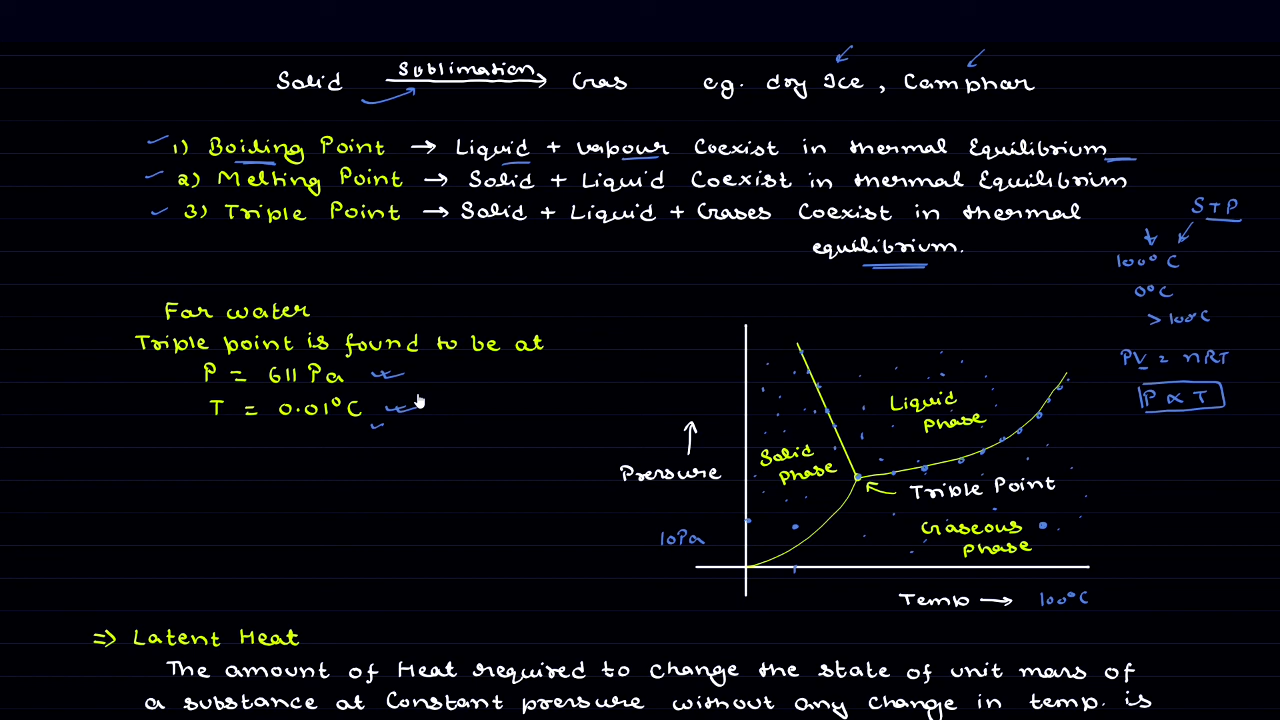 Solid Sublimation Gas e.g. dry Ice, Camphar
1) Boiling Point → Liquid + vapour Coexist in thermal Equilibrium
2) Melting Point → Solid + Liquid Coexist in thermal Equilibrium
3) Triple Point → Solid + Liquid + Gases Coexist in thermal
equilibrium.
STP
100°C
0°C
> 100°C
PV = nRT
P ∝ T
For water
Triple point is found to be at
P = 611 Pa
T = 0.01°C
Pressure
10Pa
Solid
phase
Liquid
phase
Triple Point
Gaseous
phase
Temp → 100°C
⇒ Latent Heat
The amount of Heat required to change the state of unit mass of
a substance at Constant pressure without any change in temp. is